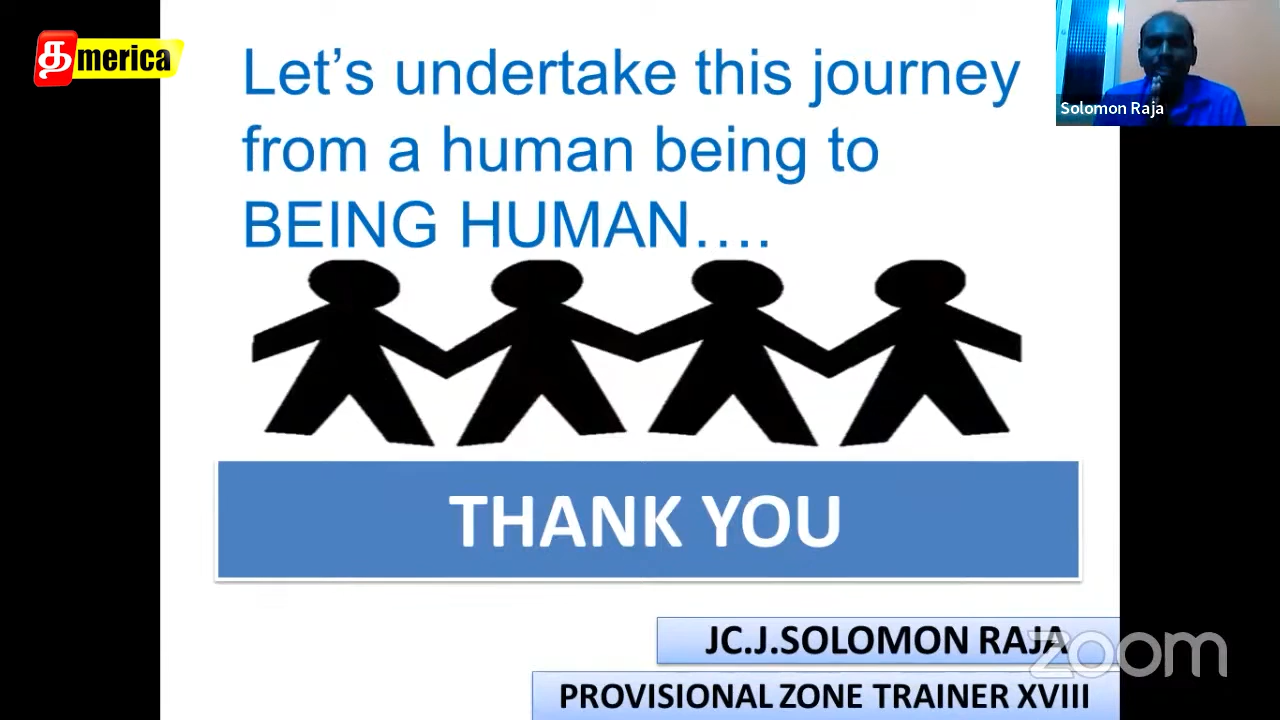 தmerica
Let’s undertake this journey
from a human being to
BEING HUMAN….
Solomon Raja
THANK YOU
JC.J.SOLOMON RAJA
zoom
PROVISIONAL ZONE TRAINER XVIII